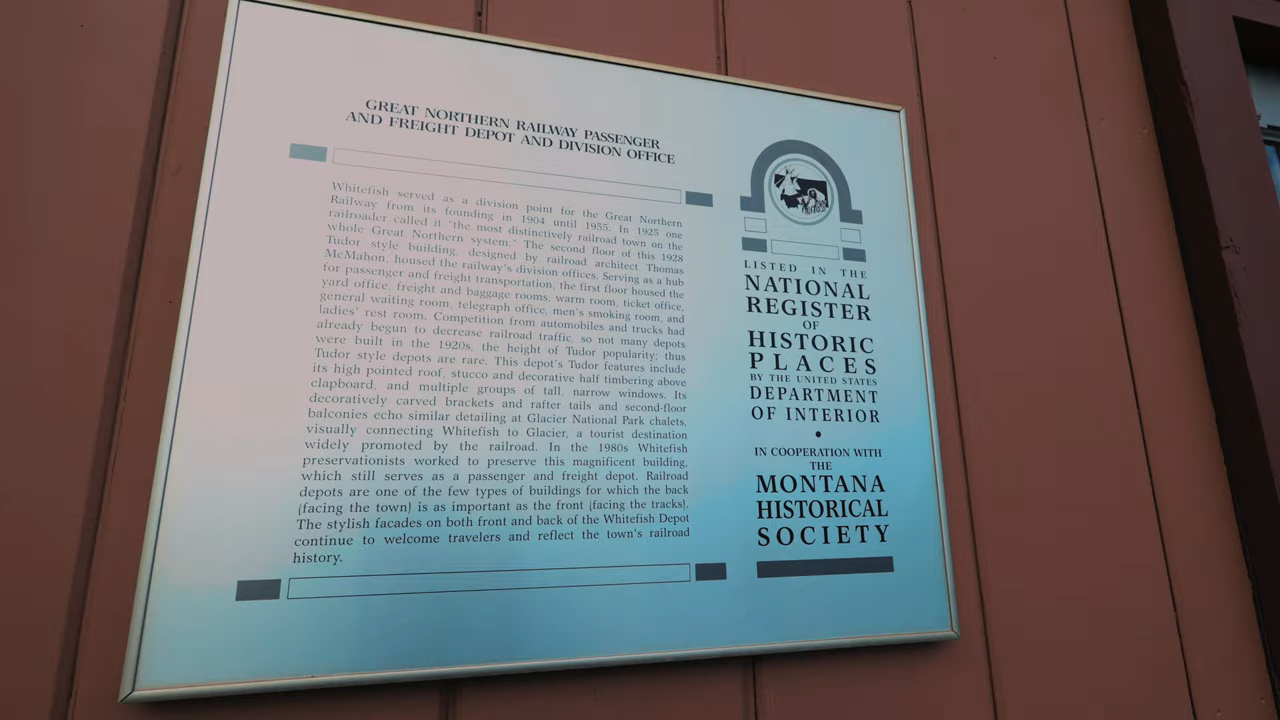 GREAT NORTHERN RAILWAY PASSENGER
AND FREIGHT DEPOT AND DIVISION OFFICE
Whitefish served as a division point for the Great Northern
Railway from its founding in 1904 until 1955. In 1925 one
railroader called it "the most distinctively railroad town on the
whole Great Northern system." The second floor of this 1928
Tudor style building, designed by railroad architect Thomas
McMahon, housed the railway's division offices. Serving as a hub
for passenger and freight transportation, the first floor housed the
yard office, freight and baggage rooms, warm room, ticket office,
general waiting room, telegraph office, men's smoking room, and
ladies' rest room. Competition from automobiles and trucks had
already begun to decrease railroad traffic, so not many depots
were built in the 1920s, the height of Tudor popularity; thus
Tudor style depots are rare. This depot's Tudor features include
its high pointed roof, stucco and decorative half timbering above
clapboard, and multiple groups of tall, narrow windows. Its
decoratively carved brackets and rafter tails and second-floor
balconies echo similar detailing at Glacier National Park chalets,
visually connecting Whitefish to Glacier, a tourist destination
widely promoted by the railroad. In the 1980s Whitefish
preservationists worked to preserve this magnificent building,
which still serves as a passenger and freight depot. Railroad
depots are one of the few types of buildings for which the back
(facing the town) is as important as the front (facing the tracks).
The stylish facades on both front and back of the Whitefish Depot
continue to welcome travelers and reflect the town's railroad
history.
LISTED IN THE
NATIONAL
REGISTER
OF
HISTORIC
PLACES
BY THE UNITED STATES
DEPARTMENT
OF INTERIOR
•
IN COOPERATION WITH
THE
MONTANA
HISTORICAL
SOCIETY